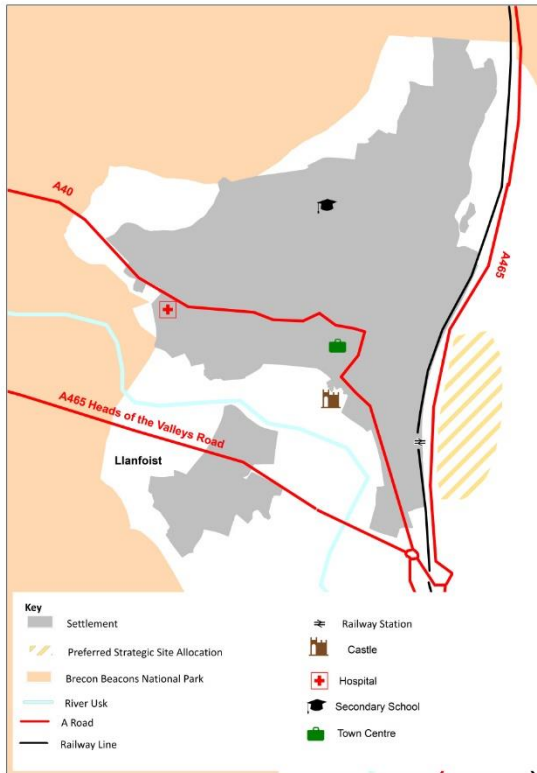 A40
A465
A465 Heads of the Valleys Road
Llanfoist
Key
Settlement
Preferred Strategic Site Allocation
Brecon Beacons National Park
River Usk
A Road
Railway Line
Railway Station
Castle
Hospital
Secondary School
Town Centre